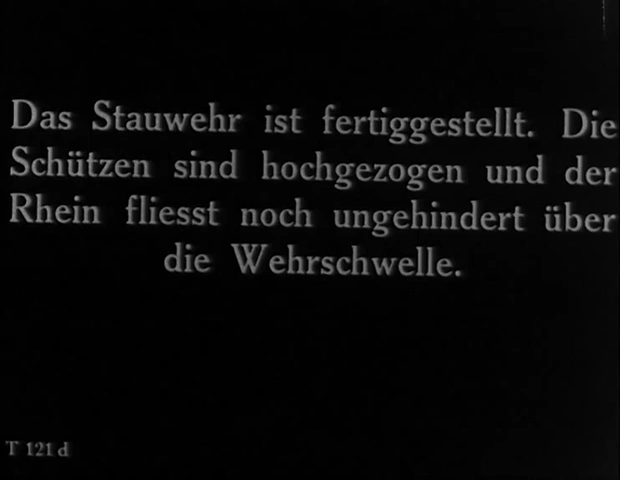 Das Stauwehr ist fertiggestellt. Die
Schützen sind hochgezogen und der
Rhein fliesst noch ungehindert über
die Wehrschwelle.
T 121 d